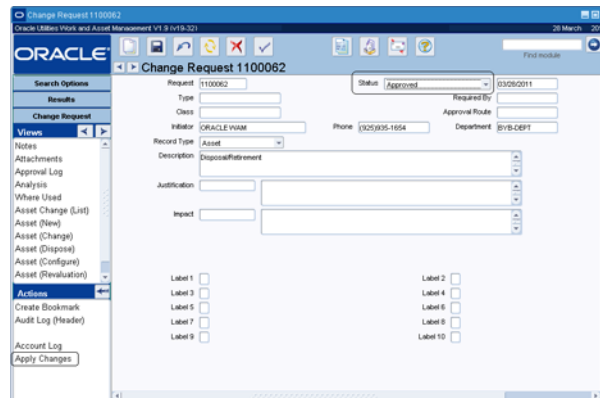 Change Request 1100062
Oracle Utilities Work and Asset Management V1.9 (v19-32)
28 March 20
ORACLE
Find module
Change Request 1100062
Search Options
Results
Change Request
Views
Notes
Attachments
Approval Log
Analysis
Where Used
Asset Change (List)
Asset (New)
Asset (Change)
Asset (Dispose)
Asset (Configure)
Asset (Revaluation)
Actions
Create Bookmark
Audit Log (Header)
Account Log
Apply Changes
Request 1100062 Status Approved 03/28/2011
Type Required By
Class Approval Route
Initiator ORACLE WAM Phone (925)935-1654 Department BYB-DEPT
Record Type Asset
Description Disposal/Retirement
Justification
Impact
Label 1 Label 2
Label 3 Label 4
Label 5 Label 6
Label 7 Label 8
Label 9 Label 10